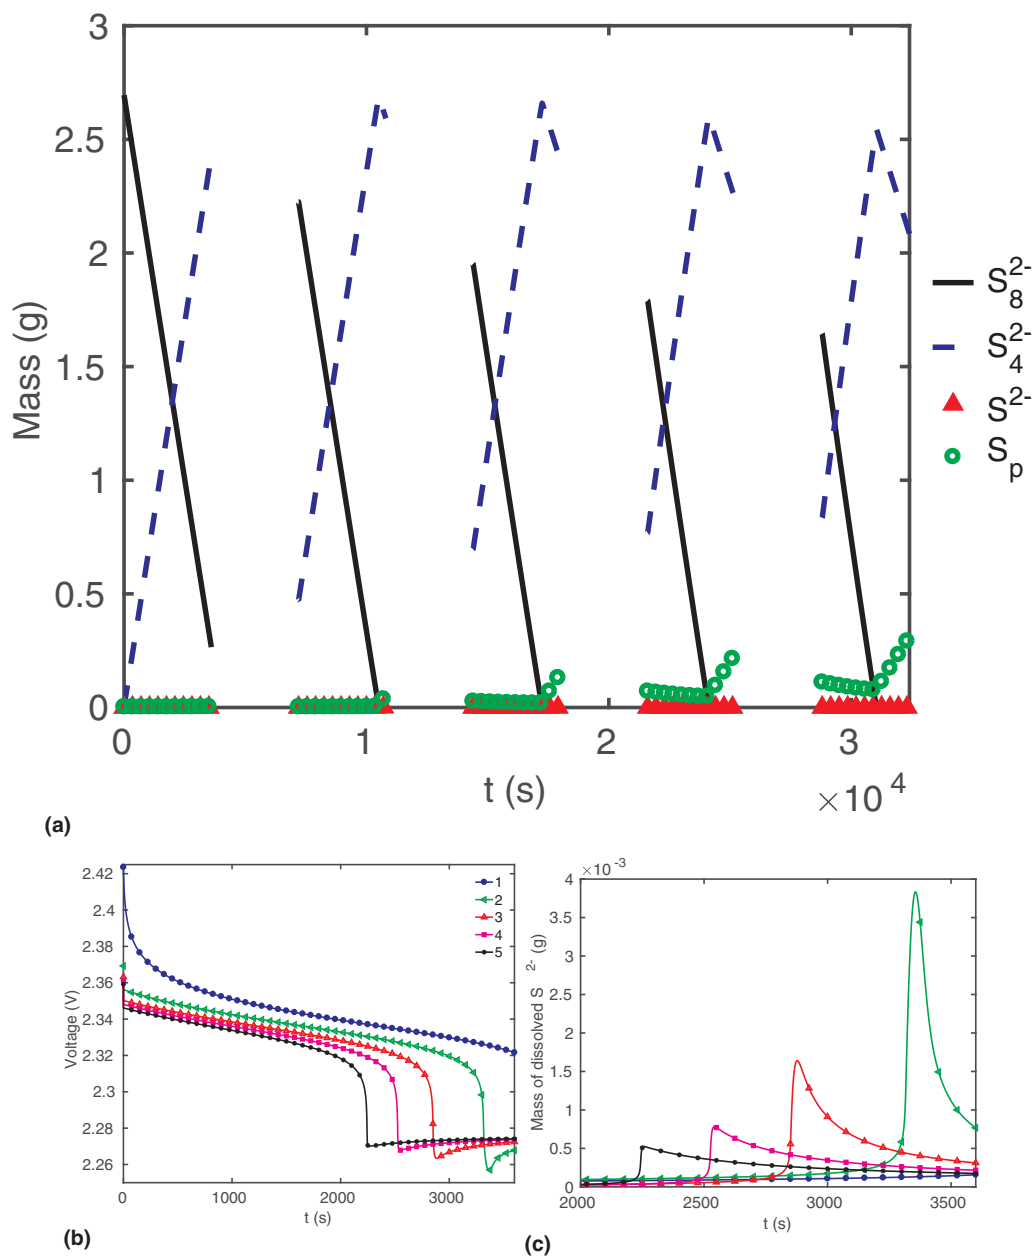 3
2.5
2
1.5
1
0.5
0
Mass (g)
0 1 2 3
t (s)
×10 4
S 2- 8
S 2- 4
S 2-
S p
(a)
2.42
2.4
2.38
2.36
2.34
2.32
2.3
2.28
2.26
Voltage (V)
1
2
3
4
5
0 1000 2000 3000
t (s)
(b)
×10 -3
4
3.5
3
2.5
2
1.5
1
0.5
0
Mass of dissolved S 2- (g)
2000 2500 3000 3500
t (s)
(c)